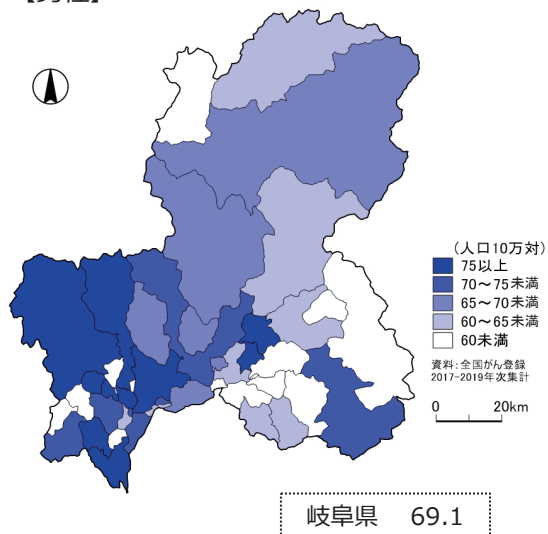 (人口10万対)
75以上
70～75未満
65～70未満
60～65未満
60未満
資料:全国がん登録
2017-2019年次集計
0 20km
岐阜県 69.1